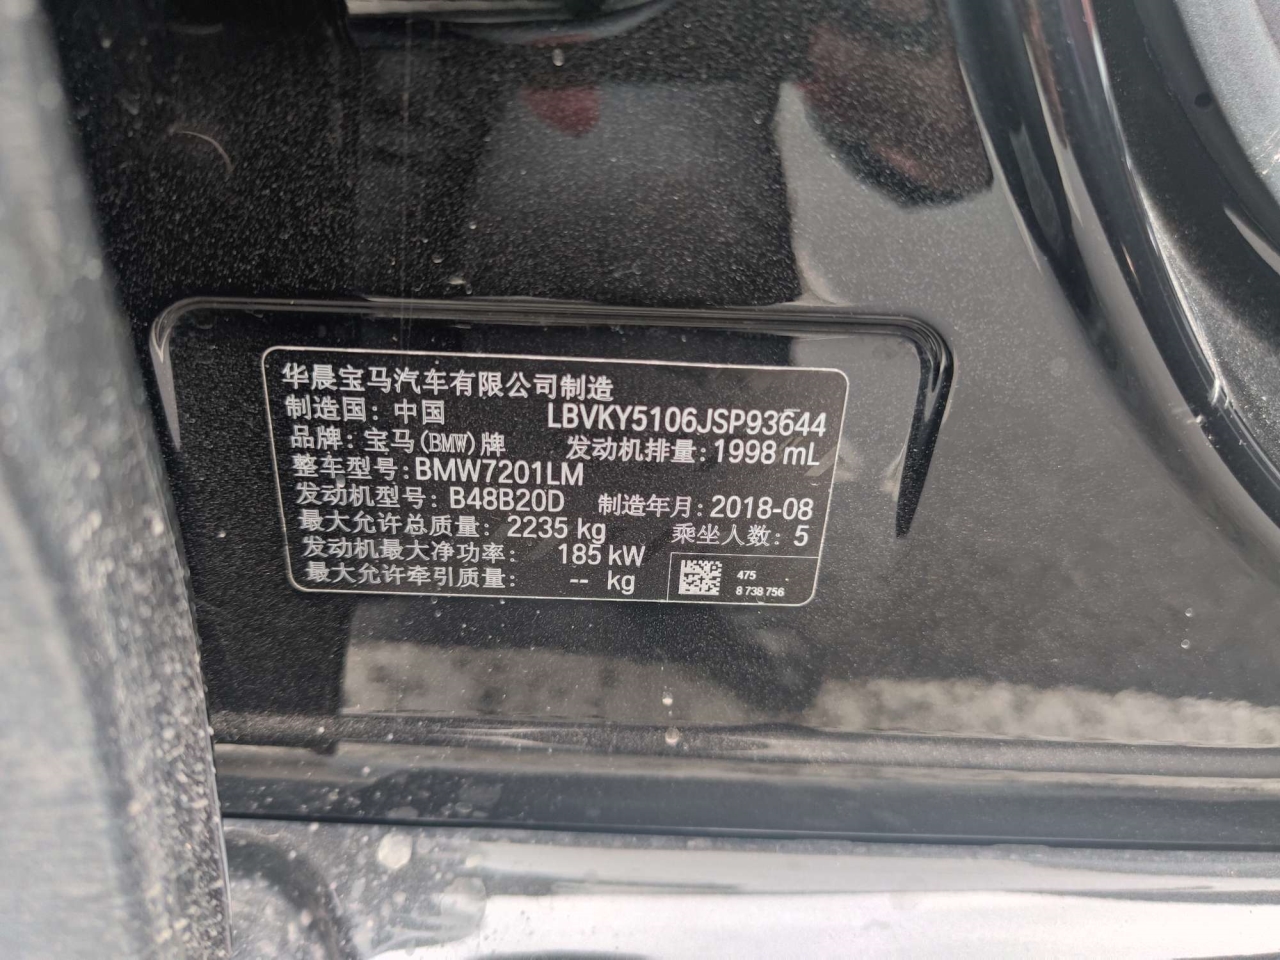 华晨宝马汽车有限公司制造
制造国：中国 LBVKY5106JSP93644
品牌：宝马(BMW)牌 发动机排量：1998 mL
整车型号：BMW7201LM
发动机型号：B48B20D 制造年月：2018-08
最大允许总质量：2235 kg 乘坐人数：5
发动机最大净功率：185 kW
最大允许牵引质量：-- kg
475
8 738 756